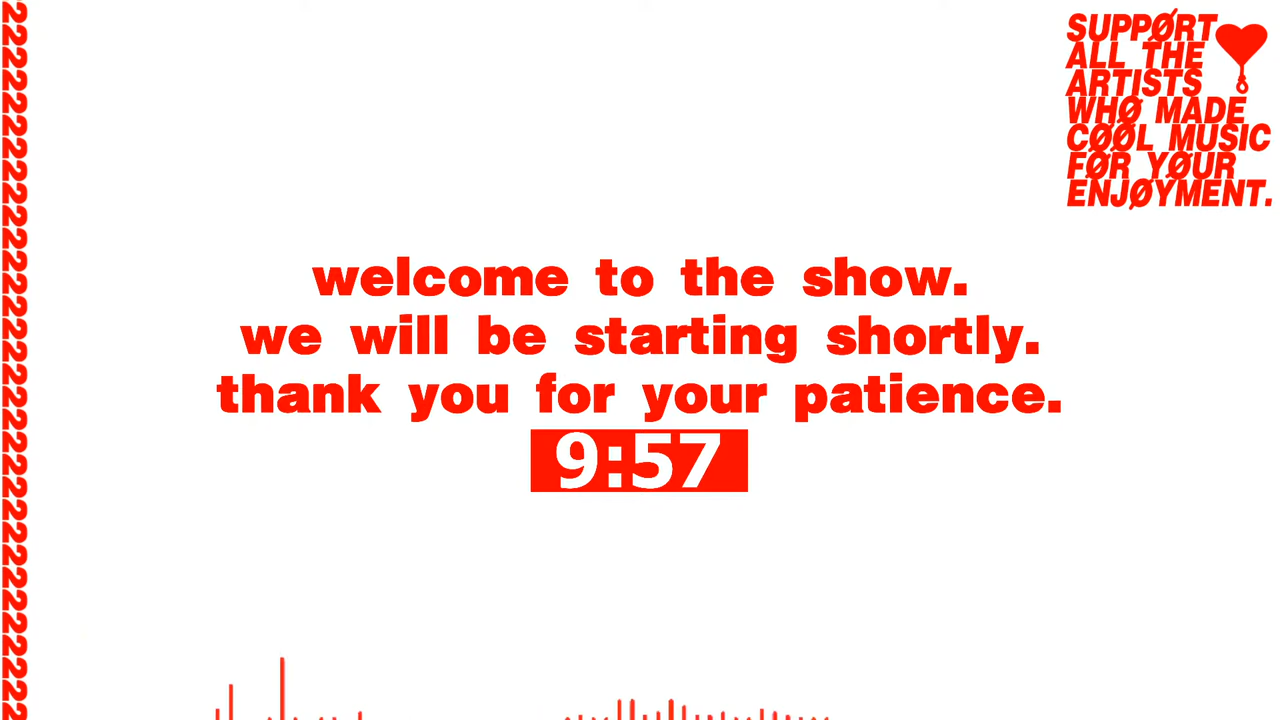 SUPPØRT
ALL THE
ARTISTS
WHØ MADE
CØØL MUSIC
FØR YØUR
ENJØYMENT.
welcome to the show.
we will be starting shortly.
thank you for your patience.
9:57
2222222222222222222222222222222